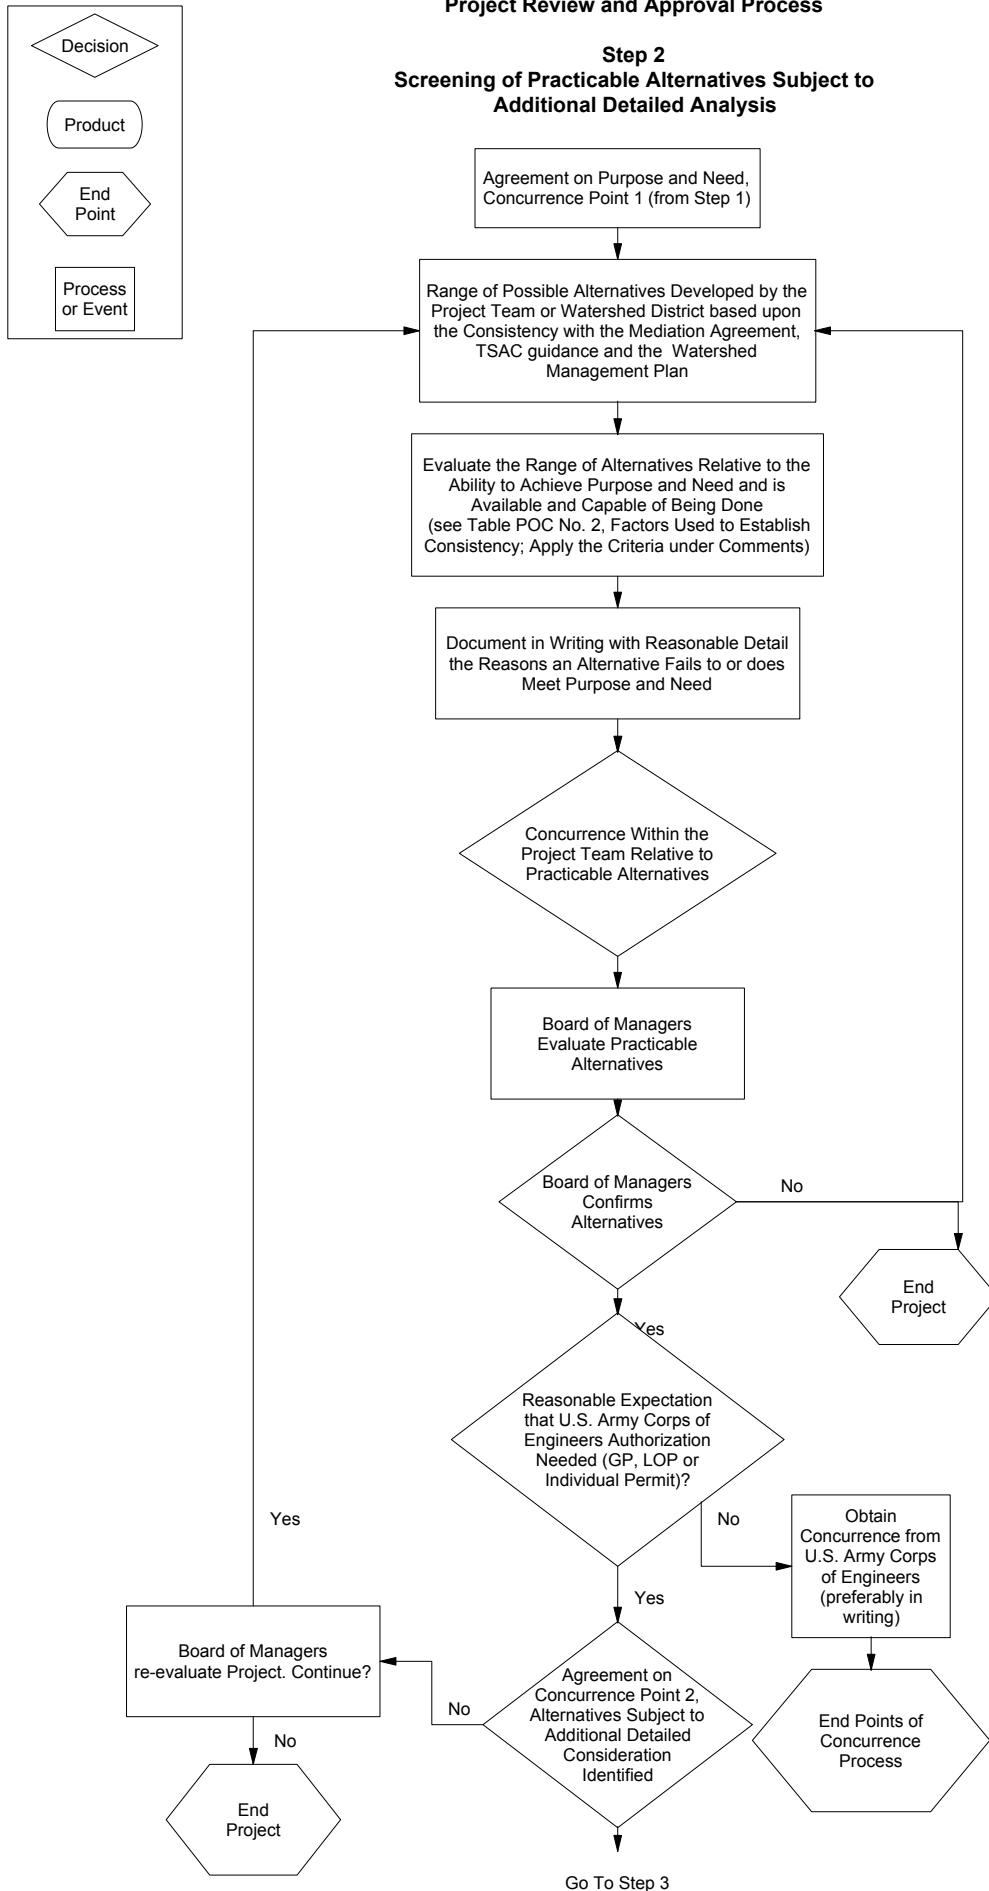 Project Review and Approval Process
Step 2
Screening of Practicable Alternatives Subject to
Additional Detailed Analysis
Decision
Product
End
Point
Process
or Event
Agreement on Purpose and Need,
Concurrence Point 1 (from Step 1)
Range of Possible Alternatives Developed by the
Project Team or Watershed District based upon
the Consistency with the Mediation Agreement,
TSAC guidance and the Watershed
Management Plan
Evaluate the Range of Alternatives Relative to the
Ability to Achieve Purpose and Need and is
Available and Capable of Being Done
(see Table POC No. 2, Factors Used to Establish
Consistency; Apply the Criteria under Comments)
Document in Writing with Reasonable Detail
the Reasons an Alternative Fails to or does
Meet Purpose and Need
Concurrence Within the
Project Team Relative to
Practicable Alternatives
Board of Managers
Evaluate Practicable
Alternatives
Board of Managers
Confirms
Alternatives
No
End
Project
Yes
Reasonable Expectation
that U.S. Army Corps of
Engineers Authorization
Needed (GP, LOP or
Individual Permit)?
No
Obtain
Concurrence from
U.S. Army Corps
of Engineers
(preferably in
writing)
End Points of
Concurrence
Process
Yes
Agreement on
Concurrence Point 2,
Alternatives Subject to
Additional Detailed
Consideration
Identified
No
Board of Managers
re-evaluate Project. Continue?
Yes
No
End
Project
Go To Step 3